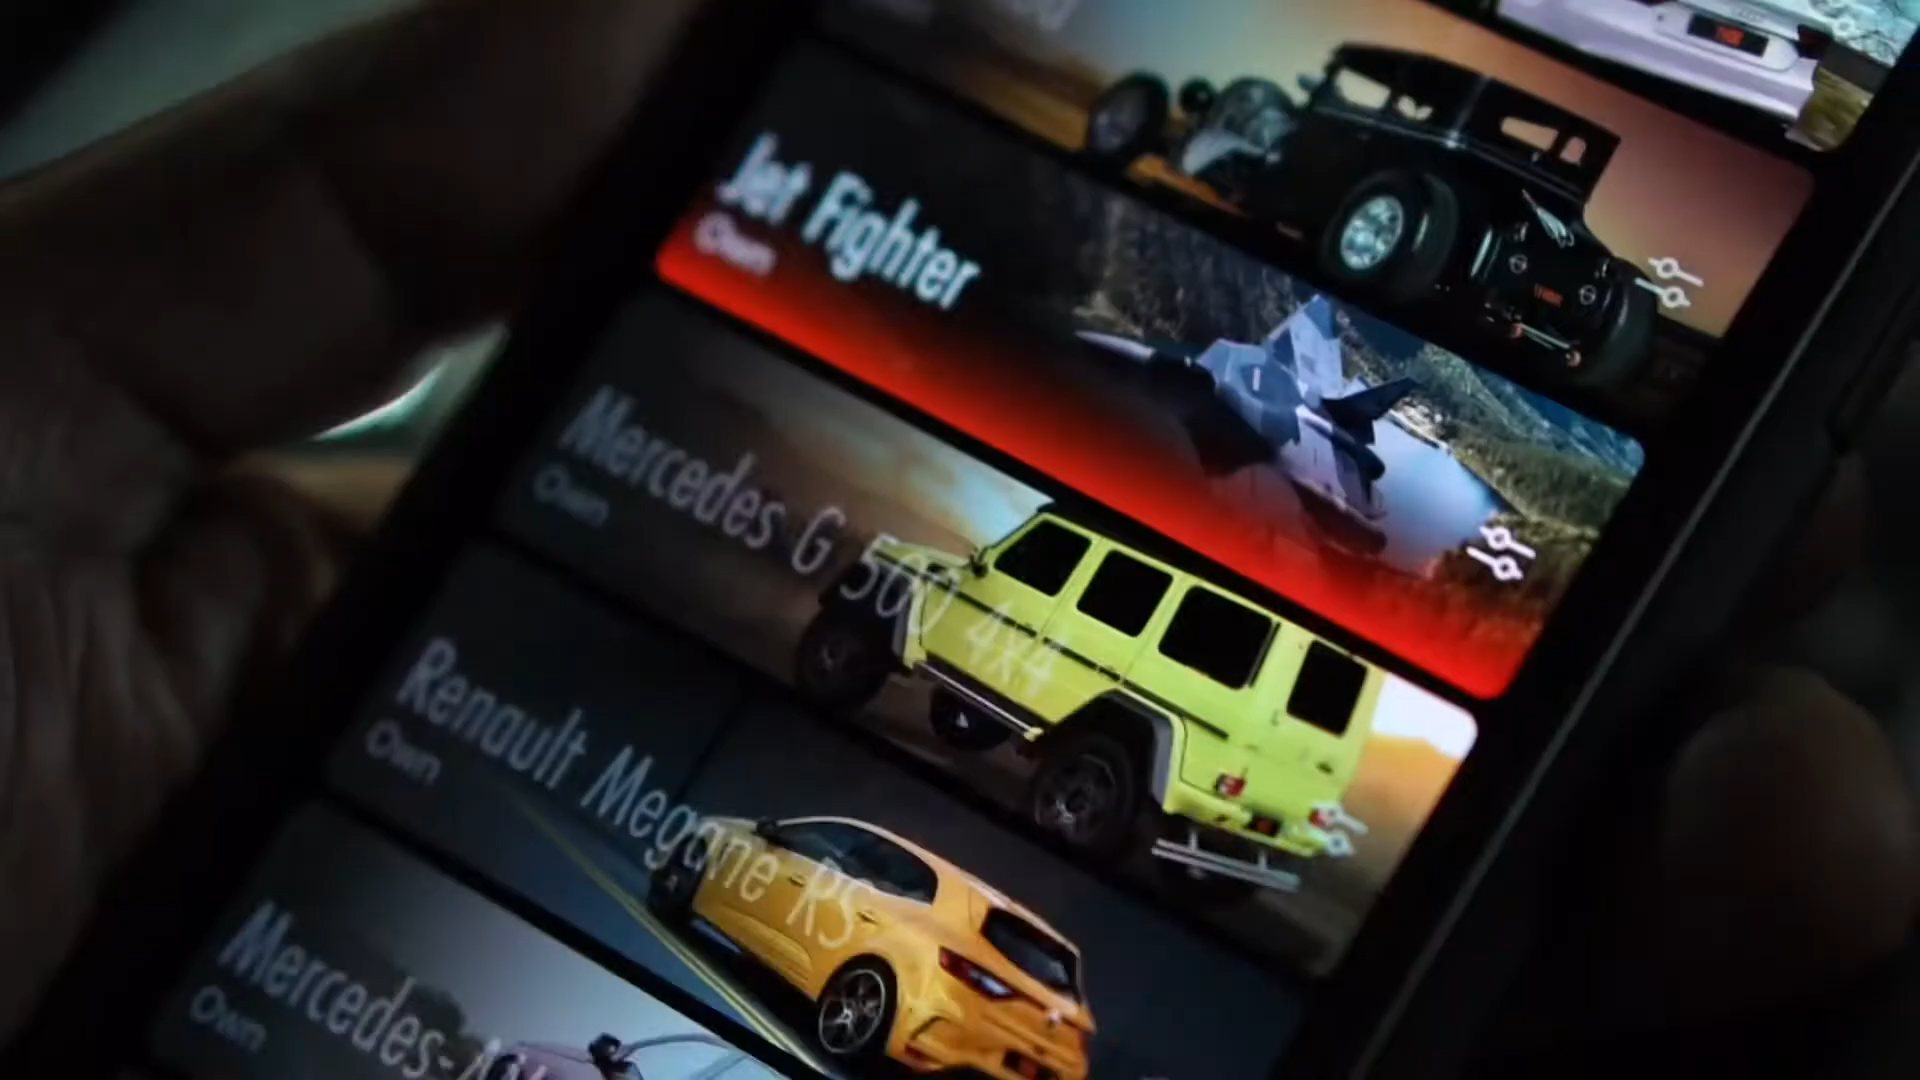 Jet Fighter
Own
Mercedes G 500 4x4
Own
Renault Megane RS
Own
Mercedes-
Own